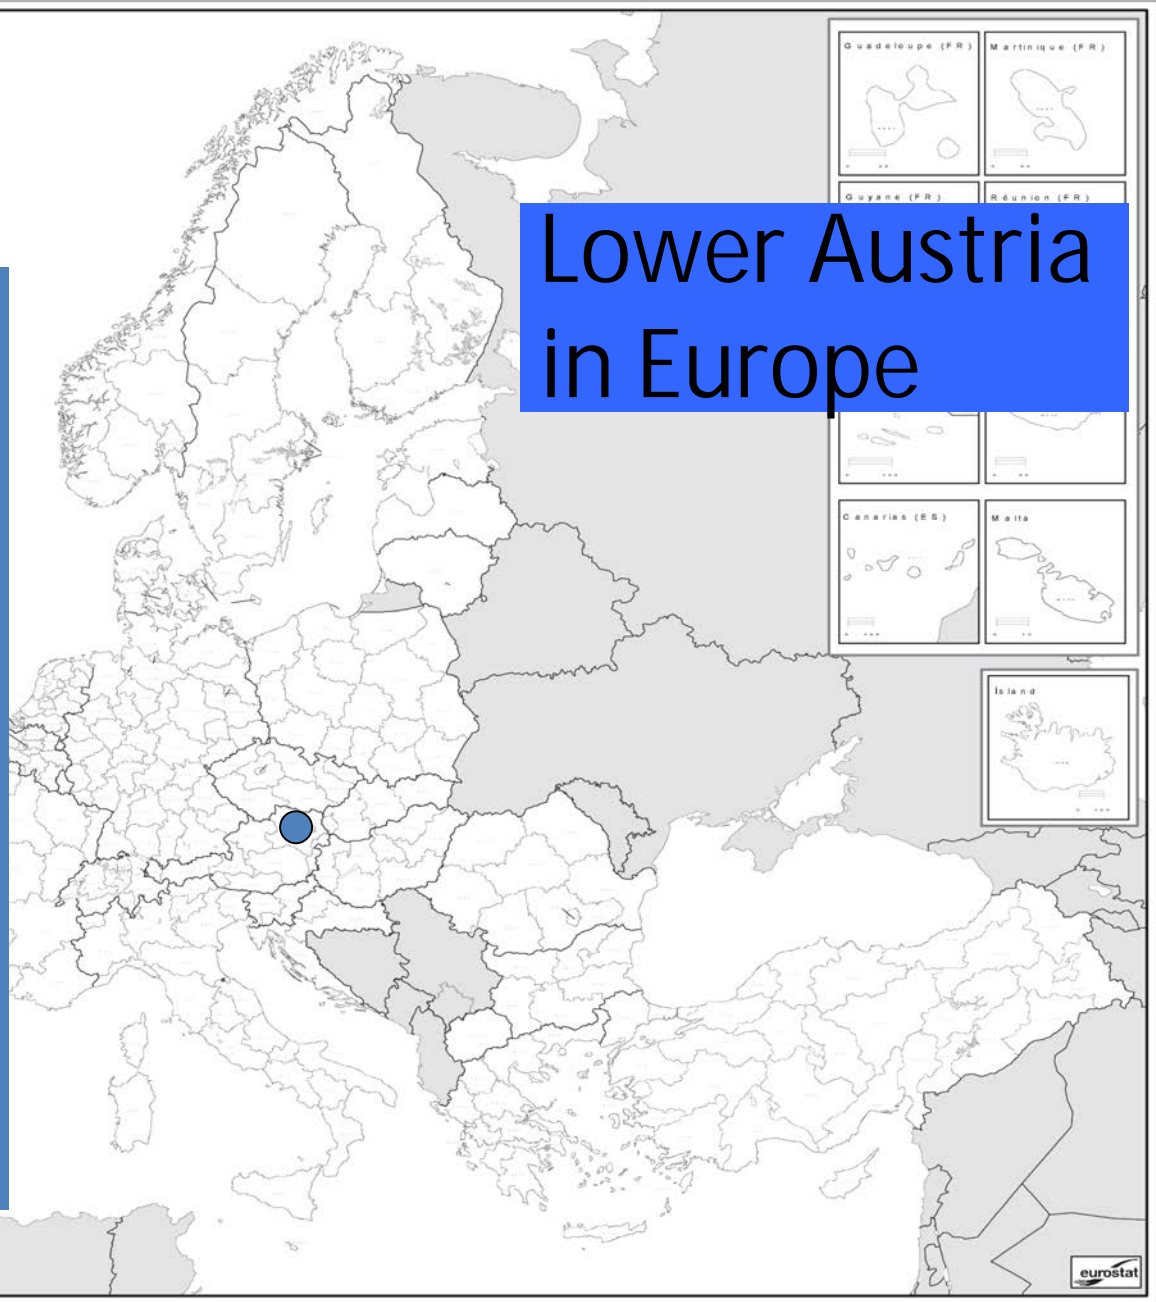 Guadeloupe (FR)
Martinique (FR)
Guyane (FR)
Réunion (FR)
Lower Austria
in Europe
Canarias (ES)
Malta
Ísland
eurostat